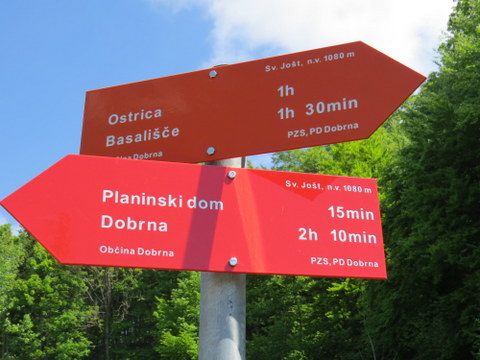 Sv. Jošt, n.v. 1080 m
Ostrica 1h
Basališče 1h 30min
Dobrna PZS, PD Dobrna
Sv. Jošt, n.v. 1080 m
Planinski dom 15min
Dobrna 2h 10min
Občina Dobrna PZS, PD Dobrna